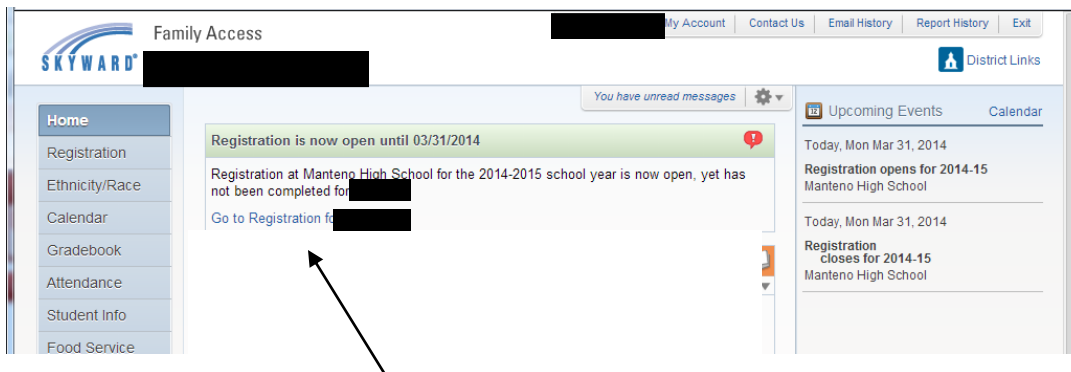 Family Access
SKYWARD
My Account
Contact Us
Email History
Report History
Exit
District Links
Home
Registration
Ethnicity/Race
Calendar
Gradebook
Attendance
Student Info
Food Service
You have unread messages
Registration is now open until 03/31/2014
Registration at Manteno High School for the 2014-2015 school year is now open, yet has
not been completed for
Go to Registration
12
Upcoming Events
Calendar
Today, Mon Mar 31, 2014
Registration opens for 2014-15
Manteno High School
Today, Mon Mar 31, 2014
Registration
closes for 2014-15
Manteno High School